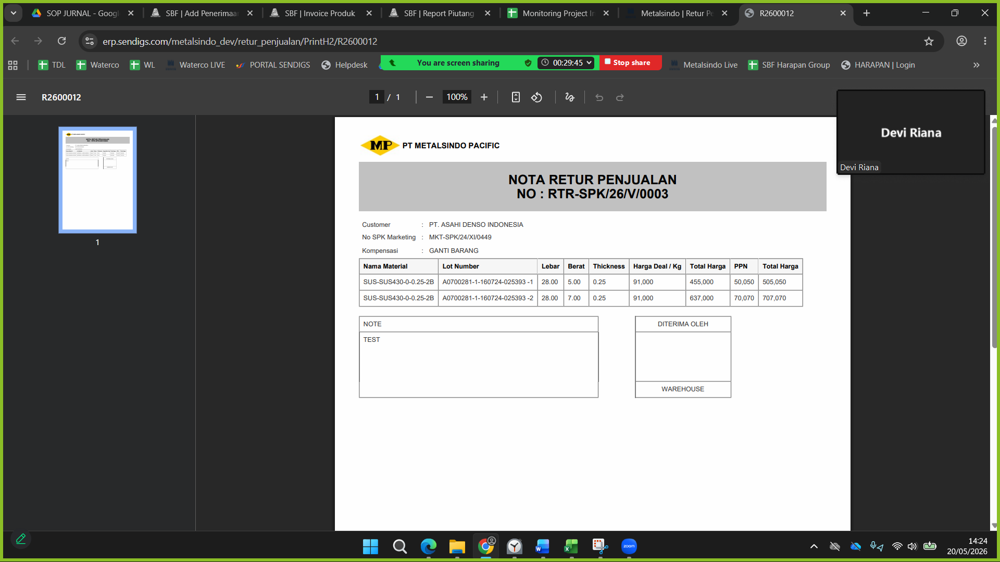 SOP JURNAL - Googl
SBF | Add Penerimaan
SBF | Invoice Produk
SBF | Report Piutang
Monitoring Project In
Metalsindo | Retur Pe
R2600012
erp.sendigs.com/metalsindo_dev/retur_penjualan/PrintH2/R2600012
TDL
Waterco
WL
Waterco LIVE
PORTAL SENDIGS
Helpdesk
You are screen sharing
00:29:45
Stop share
Metalsindo Live
SBF Harapan Group
HARAPAN | Login
R2600012
1 / 1
100%
Devi Riana
Devi Riana
1
MP PT METALSINDO PACIFIC
NOTA RETUR PENJUALAN
NO : RTR-SPK/26/V/0003
Customer : PT. ASAHI DENSO INDONESIA
No SPK Marketing : MKT-SPK/24/XI/0449
Kompensasi : GANTI BARANG
Nama Material Lot Number Lebar Berat Thickness Harga Deal / Kg Total Harga PPN Total Harga
SUS-SUS430-0-0.25-2B A0700281-1-160724-025393 -1 28.00 5.00 0.25 91,000 455,000 50,050 505,050
SUS-SUS430-0-0.25-2B A0700281-1-160724-025393 -2 28.00 7.00 0.25 91,000 637,000 70,070 707,070
NOTE
TEST
DITERIMA OLEH
WAREHOUSE
zoom
14:24
20/05/2026